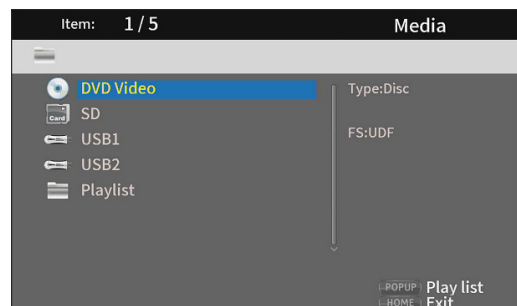 Item: 1/5 Media
DVD Video Type:Disc
Card SD
USB1 FS:UDF
USB2
Playlist
POPUP Play list
HOME Exit